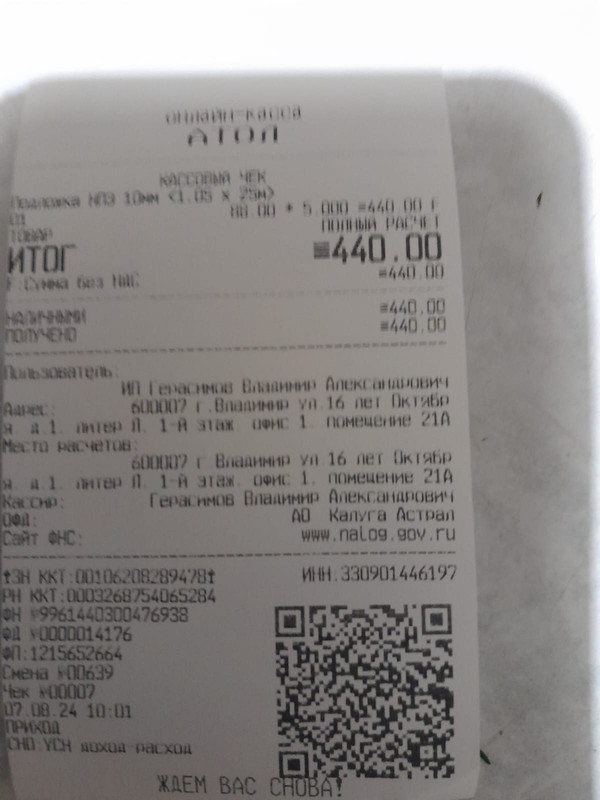 ОНЛАЙН-КАССА
АТОЛ
КАССОВЫЙ ЧЕК
Подложка НПЭ 10мм <1.05 х 25м>
88.00 * 5.000 ≡440.00 F
01 ПОЛНЫЙ РАСЧЕТ
ТОВАР
ИТОГ ≡440.00
F:Сумма без НДС ≡440.00
НАЛИЧНЫМИ ≡440.00
ПОЛУЧЕНО ≡440.00
Пользователь:
ИП Герасимов Владимир Александрович
Адрес: 600007 г.Владимир ул 16 лет Октябр
я. д.1. литер Л. 1-Й этаж. офис 1. помещение 21А
Место расчетов:
600007 г Владимир ул 16 лет Октябр
я. д.1. литер Л. 1-Й этаж. офис 1. помещение 21А
Кассир: Герасимов Владимир Александрович
ОФД: АО Калуга Астрал
Сайт ФНС: www.nalog.gov.ru
↑ЗН ККТ:00106208289478↑ ИНН:330901446197
РН ККТ:0003268754065284
ФН №9961440300476938
ФД №0000014176
ФП:1215652664
Смена №00639
Чек №00007
07.08.24 10:01
ПРИХОД
СНО:УСН доход-расход
ЖДЕМ ВАС СНОВА!